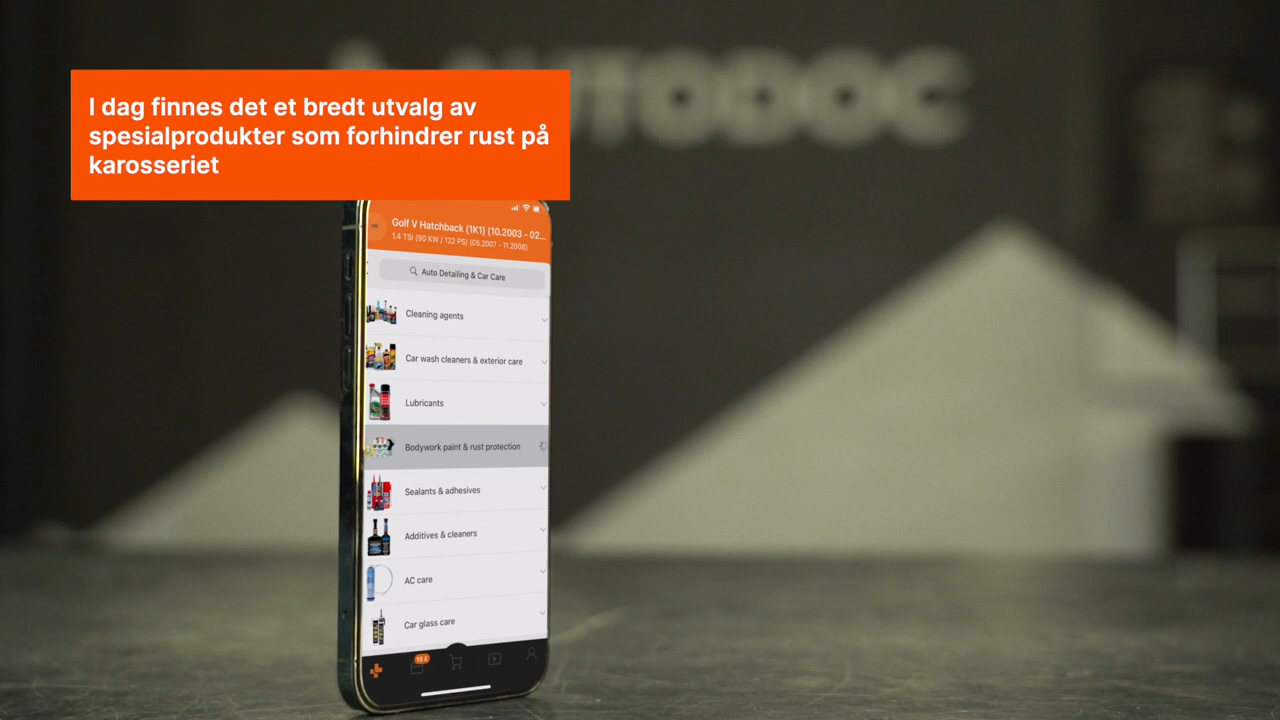 AUTODOC
I dag finnes det et bredt utvalg av
spesialprodukter som forhindrer rust på
karosseriet
Golf V Hatchback (1K1) (10.2003 - 02...
1.4 TSI (90 KW / 122 PS) (05.2007 - 11.2008)
Auto Detailing & Car Care
Cleaning agents
Car wash cleaners & exterior care
Lubricants
Bodywork paint & rust protection
Sealants & adhesives
Additives & cleaners
AC care
Car glass care